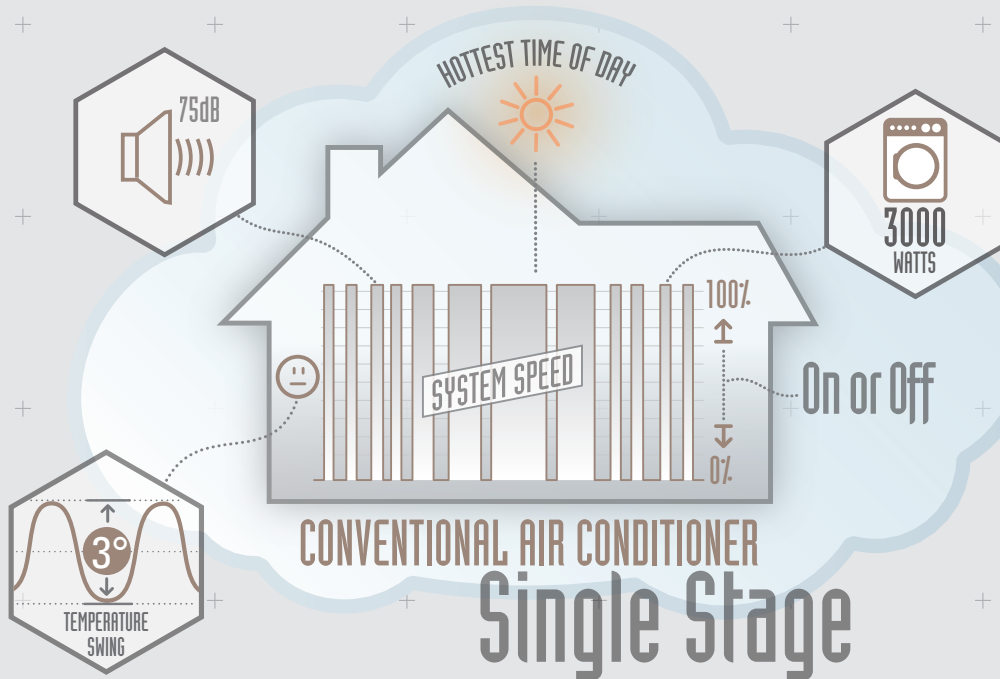 HOTTEST TIME OF DAY
75dB
3000
WATTS
100%
SYSTEM SPEED
On or Off
0%
3°
TEMPERATURE
SWING
CONVENTIONAL AIR CONDITIONER
Single Stage